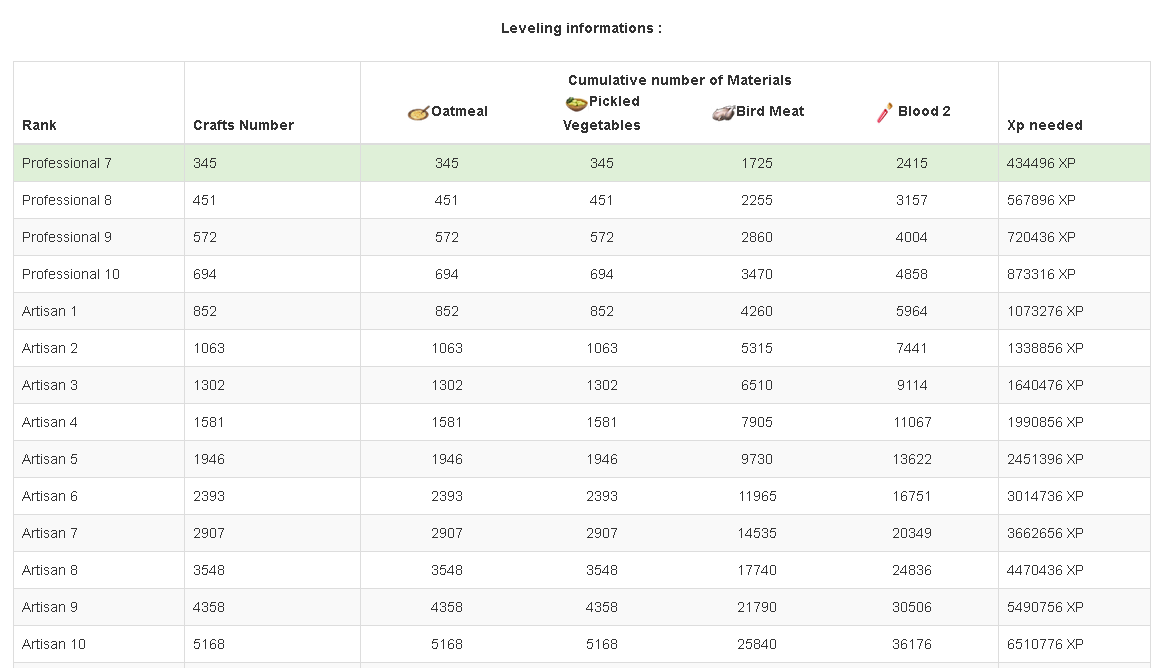 Leveling informations :
Cumulative number of Materials
Rank Crafts Number Oatmeal Pickled Vegetables Bird Meat Blood 2 Xp needed
Professional 7 345 345 345 1725 2415 434496 XP
Professional 8 451 451 451 2255 3157 567896 XP
Professional 9 572 572 572 2860 4004 720436 XP
Professional 10 694 694 694 3470 4858 873316 XP
Artisan 1 852 852 852 4260 5964 1073276 XP
Artisan 2 1063 1063 1063 5315 7441 1338856 XP
Artisan 3 1302 1302 1302 6510 9114 1640476 XP
Artisan 4 1581 1581 1581 7905 11067 1990856 XP
Artisan 5 1946 1946 1946 9730 13622 2451396 XP
Artisan 6 2393 2393 2393 11965 16751 3014736 XP
Artisan 7 2907 2907 2907 14535 20349 3662656 XP
Artisan 8 3548 3548 3548 17740 24836 4470436 XP
Artisan 9 4358 4358 4358 21790 30506 5490756 XP
Artisan 10 5168 5168 5168 25840 36176 6510776 XP